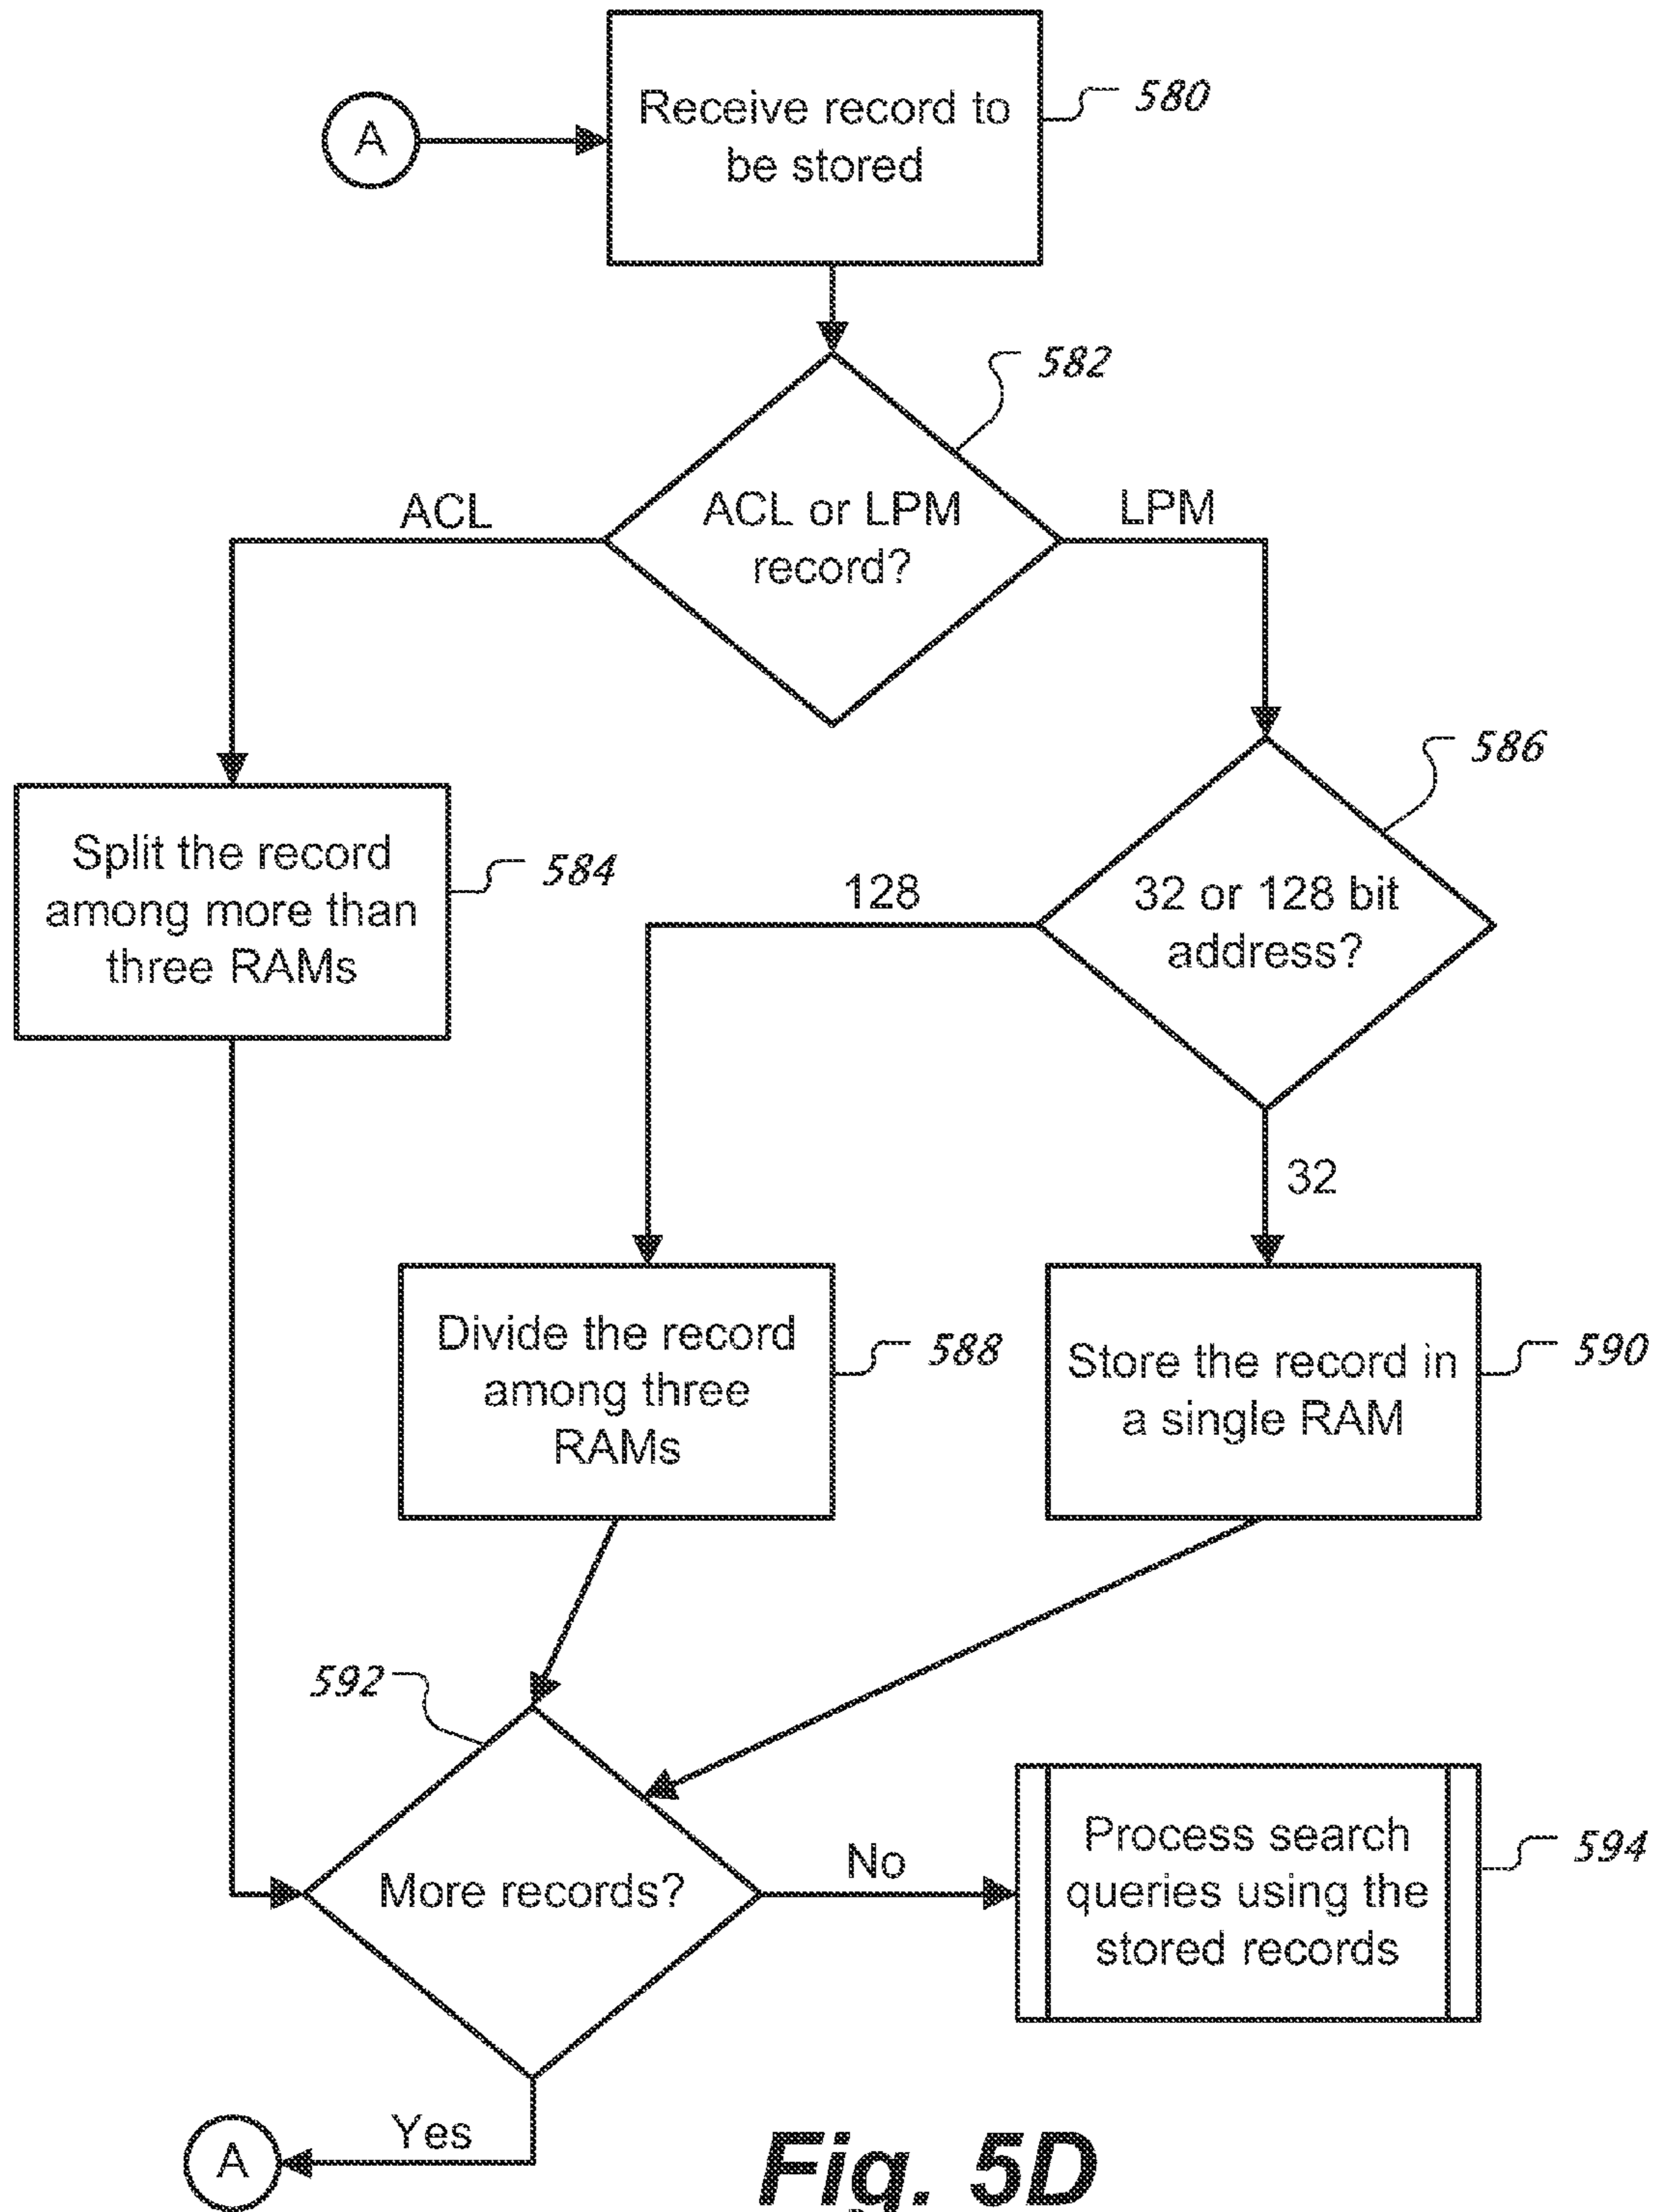 Receive record to
be stored
580
A
582
ACL or LPM
record?
ACL
LPM
586
Split the record
among more than
three RAMs
584
32 or 128 bit
address?
128
32
Divide the record
among three
RAMs
588
Store the record in
a single RAM
590
592
More records?
No
Process search
queries using the
stored records
594
Yes
A
Fig. 5D